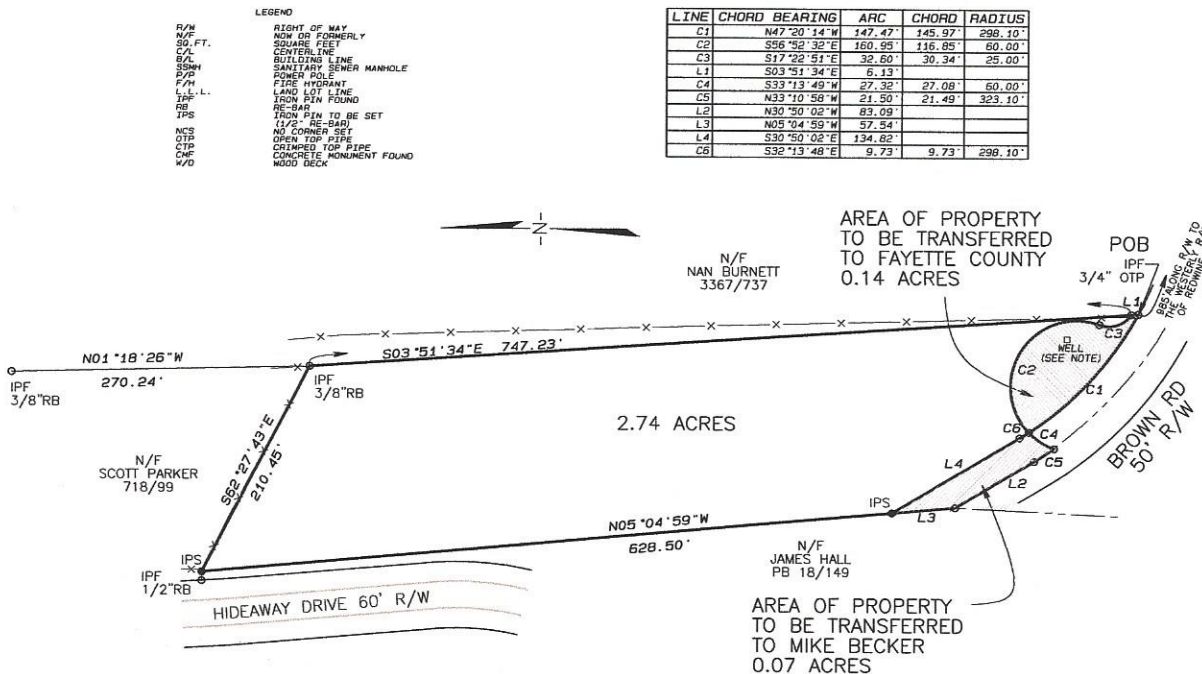 LEGEND
R/W RIGHT OF WAY
N/F NOW OR FORMERLY
SQ.FT. SQUARE FEET
C/L CENTERLINE
B/L BUILDING LINE
SSMH SANITARY SEWER MANHOLE
P/P POWER POLE
F/H FIRE HYDRANT
L.L.L. LAND LOT LINE
IPF IRON PIN FOUND
RB RE-BAR
IPS IRON PIN TO BE SET
(1/2" RE-BAR)
NCS NO CORNER SET
OTP OPEN TOP PIPE
CTP CRIMPED TOP PIPE
CMF CONCRETE MONUMENT FOUND
W/D WOOD DECK
LINE CHORD BEARING ARC CHORD RADIUS
C1 N47°20'14"W 147.47' 145.97' 298.10'
C2 S56°52'32"E 160.95' 116.85' 60.00'
C3 S17°22'51"E 32.60' 30.34' 25.00'
L1 S03°51'34"E 6.13'
C4 S33°13'49"W 27.32' 27.08' 60.00'
C5 N33°10'58"W 21.50' 21.49' 323.10'
L2 N30°50'02"W 83.09'
L3 N05°04'59"W 57.54'
L4 S30°50'02"E 134.82'
C6 S32°13'48"E 9.73' 9.73' 298.10'
N
N/F
NAN BURNETT
3367/737
AREA OF PROPERTY
TO BE TRANSFERRED
TO FAYETTE COUNTY
0.14 ACRES
POB
IPF
3/4" OTP
985' ALONG R/W TO
THE WESTERLY R/W
OF REDWINE
L1
C3
WELL
(SEE NOTE)
C2
C1
N01°18'26"W
270.24'
IPF
3/8"RB
S03°51'34"E 747.23'
IPF
3/8"RB
2.74 ACRES
N/F
SCOTT PARKER
718/99
S62°27'43"E
210.45'
C6
C4
C5
L4
L2
L3
IPS
BROWN RD
50' R/W
N05°04'59"W
628.50'
N/F
JAMES HALL
PB 18/149
IPS
IPF
1/2"RB
HIDEAWAY DRIVE 60' R/W
AREA OF PROPERTY
TO BE TRANSFERRED
TO MIKE BECKER
0.07 ACRES